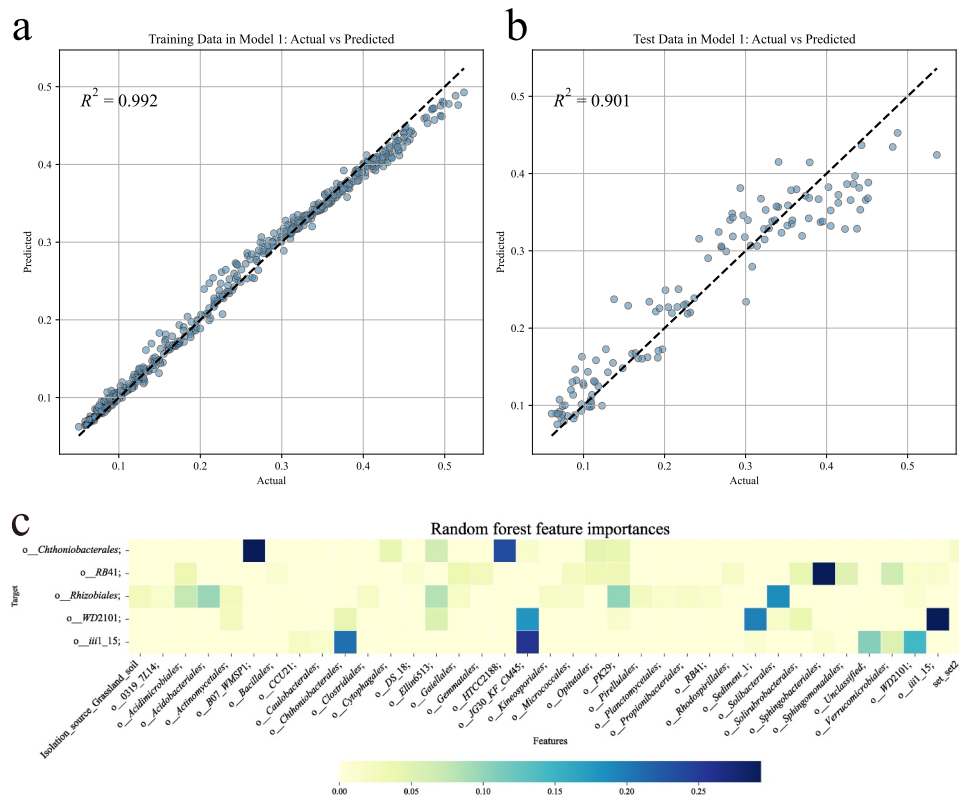 a
b
Training Data in Model 1: Actual vs Predicted
Test Data in Model 1: Actual vs Predicted
R² = 0.992
R² = 0.901
0.5
0.4
0.3
0.2
0.1
Predicted
0.1 0.2 0.3 0.4 0.5
Actual
0.5
0.4
0.3
0.2
0.1
Predicted
0.1 0.2 0.3 0.4 0.5
Actual
c
Random forest feature importances
Target
o__Chthoniobacterales;
o__RB41;
o__Rhizobiales;
o__WD2101;
o__iii1_15;
Isolation_source_Grassland_soil
o__0319_7L14;
o__Acidimicrobiales;
o__Acidobacteriales;
o__Actinomycetales;
o__B07_WMSP1;
o__Bacillales;
o__CCU21;
o__Caulobacterales;
o__Chthoniobacterales;
o__Clostridiales;
o__Cytophagales;
o__DS_18;
o__Ellin6513;
o__Gaiellales;
o__Gemmatales;
o__HTCC2188;
o__JG30_KF_CM45;
o__Kineosporiales;
o__Micrococcales;
o__Opitutales;
o__PK29;
o__Pirellulales;
o__Planctomycetales;
o__Propionibacteriales;
o__RB41;
o__Rhodospirillales;
o__Sediment_1;
o__Solibacterales;
o__Solirubrobacterales;
o__Sphingobacteriales;
o__Sphingomonadales;
o__Unclassified;
o__Verrucomicrobiales;
o__WD2101;
o__iii1_15;
set_set2
Features
0.00 0.05 0.10 0.15 0.20 0.25